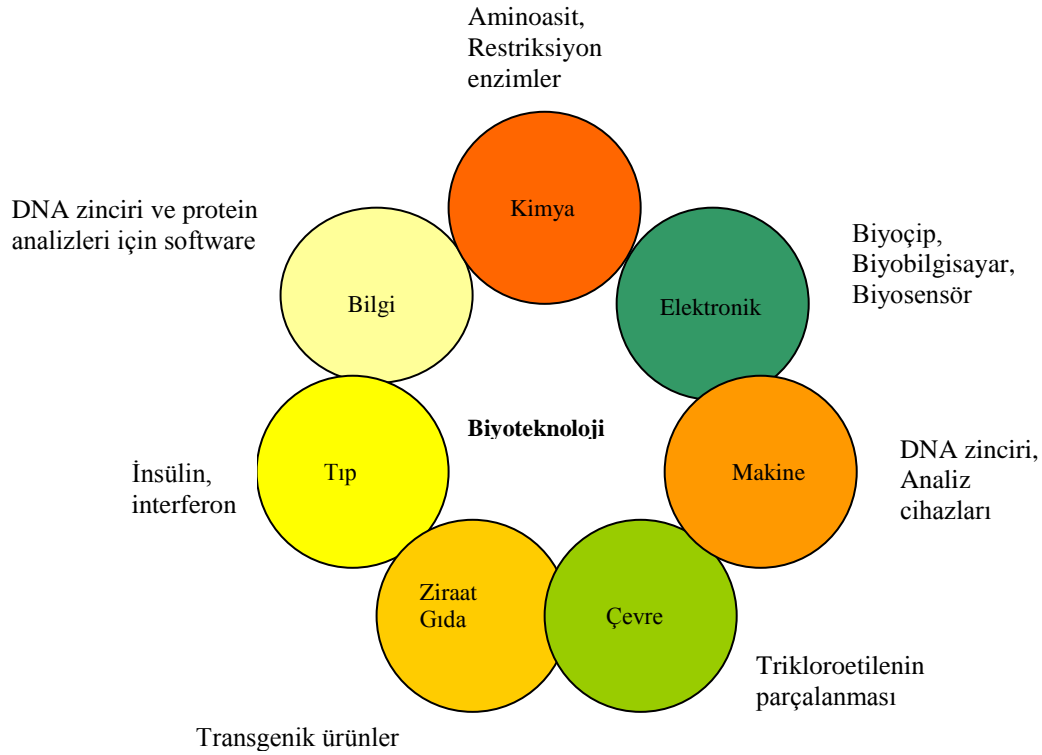 Aminoasit,
Restriksiyon
enzimler
Kimya
DNA zinciri ve protein
analizleri için software
Bilgi
Biyoçip,
Biyobilgisayar,
Biyosensör
Elektronik
Biyoteknoloji
İnsülin,
interferon
Tıp
Makine
DNA zinciri,
Analiz
cihazları
Ziraat
Gıda
Çevre
Trikloroetilenin
parçalanması
Transgenik ürünler